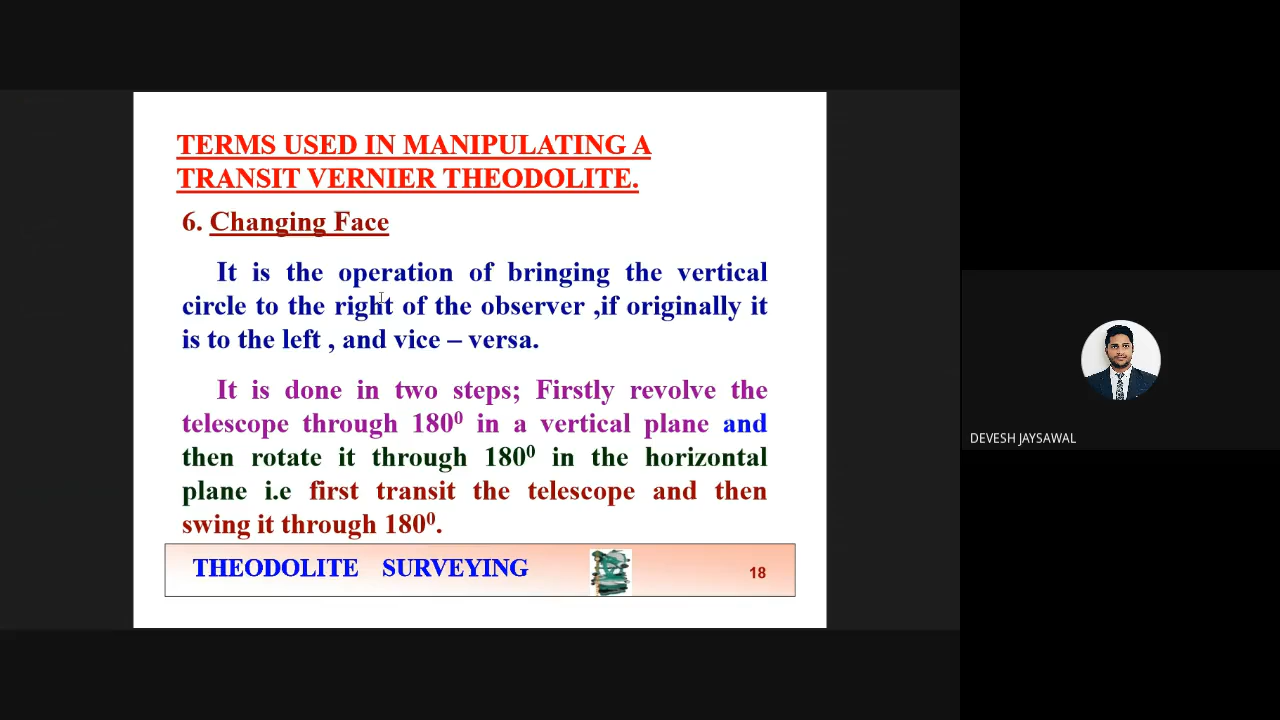 TERMS USED IN MANIPULATING A
TRANSIT VERNIER THEODOLITE.
6. Changing Face
It is the operation of bringing the vertical
circle to the right of the observer ,if originally it
is to the left , and vice – versa.
It is done in two steps; Firstly revolve the
telescope through 180⁰ in a vertical plane and
then rotate it through 180⁰ in the horizontal
plane i.e first transit the telescope and then
swing it through 180⁰.
THEODOLITE SURVEYING
18
DEVESH JAYSAWAL